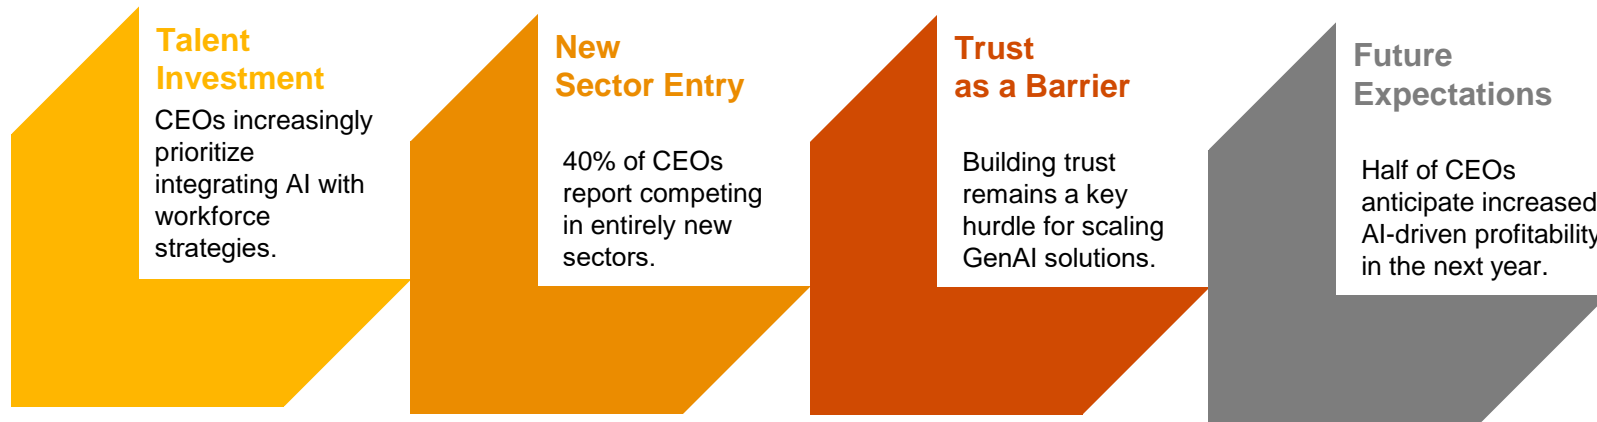 Talent
Investment
CEOs increasingly
prioritize
integrating AI with
workforce
strategies.
New
Sector Entry
40% of CEOs
report competing
in entirely new
sectors.
Trust
as a Barrier
Building trust
remains a key
hurdle for scaling
GenAI solutions.
Future
Expectations
Half of CEOs
anticipate increased
AI-driven profitability
in the next year.